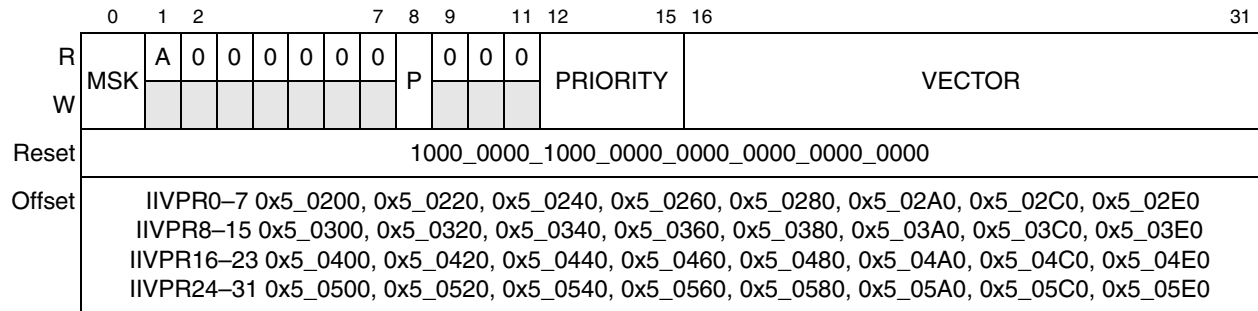 0 1 2 7 8 9 11 12 15 16 31
R MSK A 0 0 0 0 0 0 P 0 0 0 PRIORITY VECTOR
W
Reset 1000_0000_1000_0000_0000_0000_0000_0000
Offset IIVPR0–7 0x5_0200, 0x5_0220, 0x5_0240, 0x5_0260, 0x5_0280, 0x5_02A0, 0x5_02C0, 0x5_02E0
IIVPR8–15 0x5_0300, 0x5_0320, 0x5_0340, 0x5_0360, 0x5_0380, 0x5_03A0, 0x5_03C0, 0x5_03E0
IIVPR16–23 0x5_0400, 0x5_0420, 0x5_0440, 0x5_0460, 0x5_0480, 0x5_04A0, 0x5_04C0, 0x5_04E0
IIVPR24–31 0x5_0500, 0x5_0520, 0x5_0540, 0x5_0560, 0x5_0580, 0x5_05A0, 0x5_05C0, 0x5_05E0